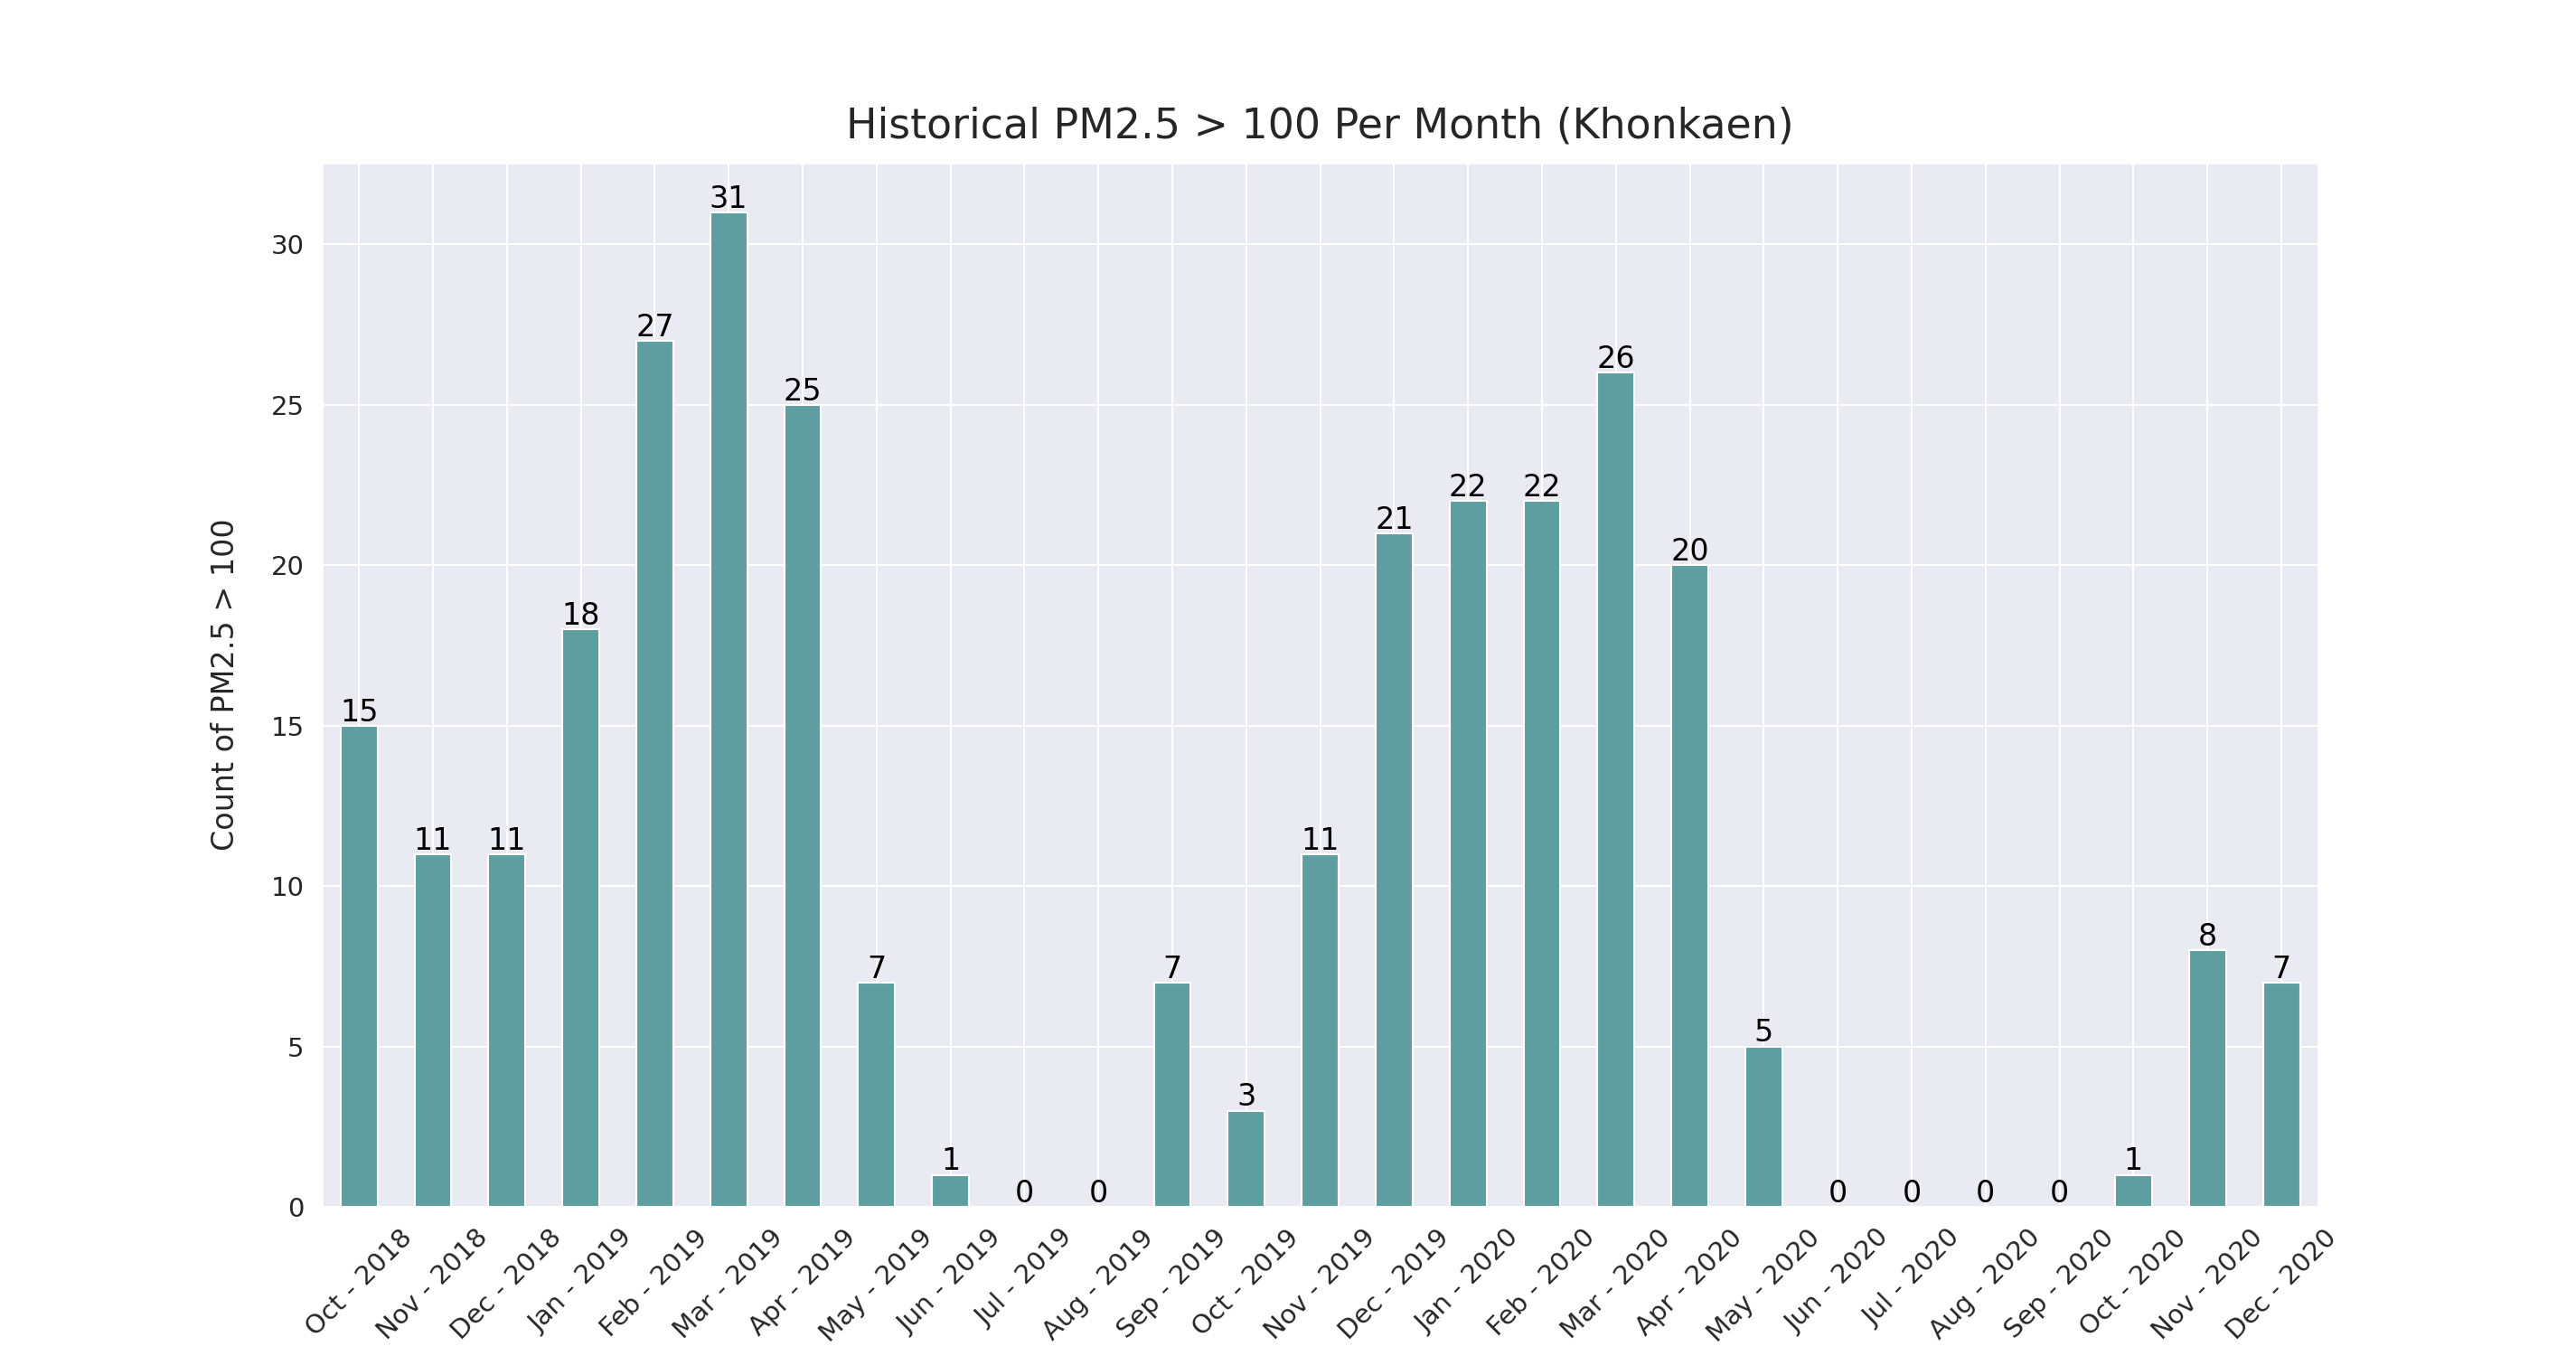 Historical PM2.5 > 100 Per Month (Khonkaen)
Count of PM2.5 > 100
30
25
20
15
10
5
0
15
11
11
18
27
31
25
7
1
0
0
7
3
11
21
22
22
26
20
5
0
0
0
0
1
8
7
Oct - 2018
Nov - 2018
Dec - 2018
Jan - 2019
Feb - 2019
Mar - 2019
Apr - 2019
May - 2019
Jun - 2019
Jul - 2019
Aug - 2019
Sep - 2019
Oct - 2019
Nov - 2019
Dec - 2019
Jan - 2020
Feb - 2020
Mar - 2020
Apr - 2020
May - 2020
Jun - 2020
Jul - 2020
Aug - 2020
Sep - 2020
Oct - 2020
Nov - 2020
Dec - 2020